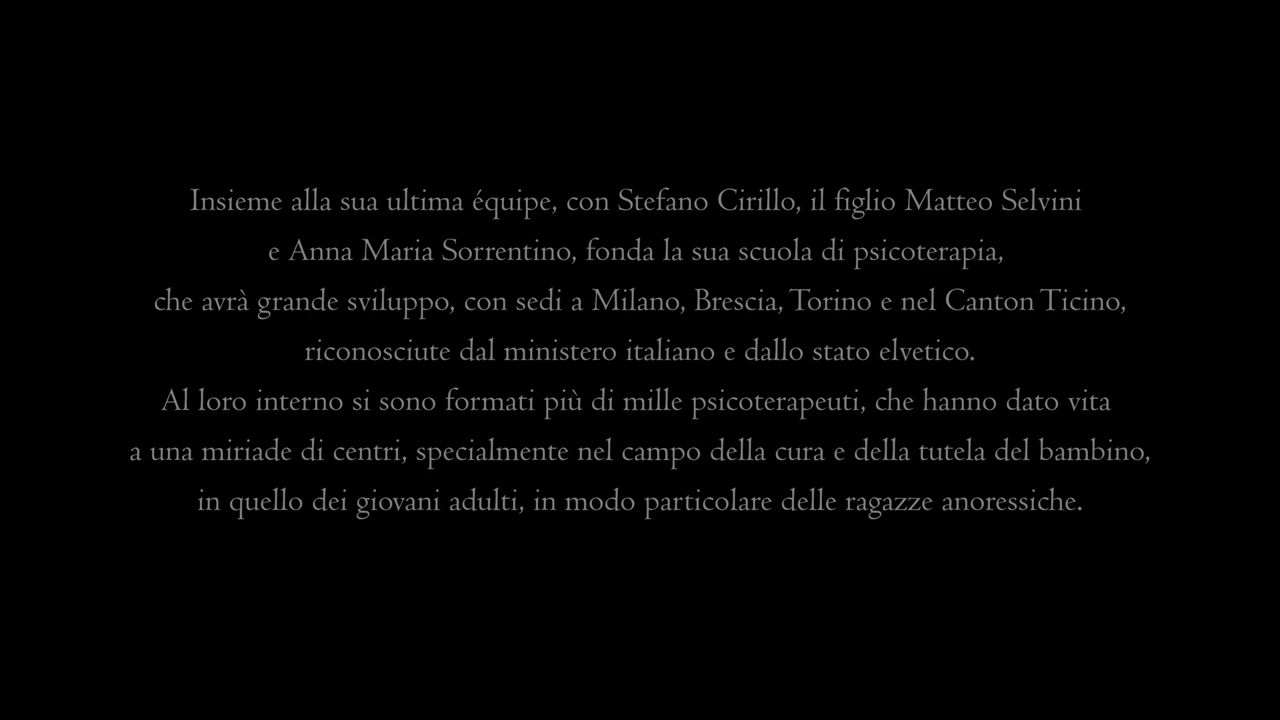 Insieme alla sua ultima équipe, con Stefano Cirillo, il figlio Matteo Selvini
e Anna Maria Sorrentino, fonda la sua scuola di psicoterapia,
che avrà grande sviluppo, con sedi a Milano, Brescia, Torino e nel Canton Ticino,
riconosciute dal ministero italiano e dallo stato elvetico.
Al loro interno si sono formati più di mille psicoterapeuti, che hanno dato vita
a una miriade di centri, specialmente nel campo della cura e della tutela del bambino,
in quello dei giovani adulti, in modo particolare delle ragazze anoressiche.